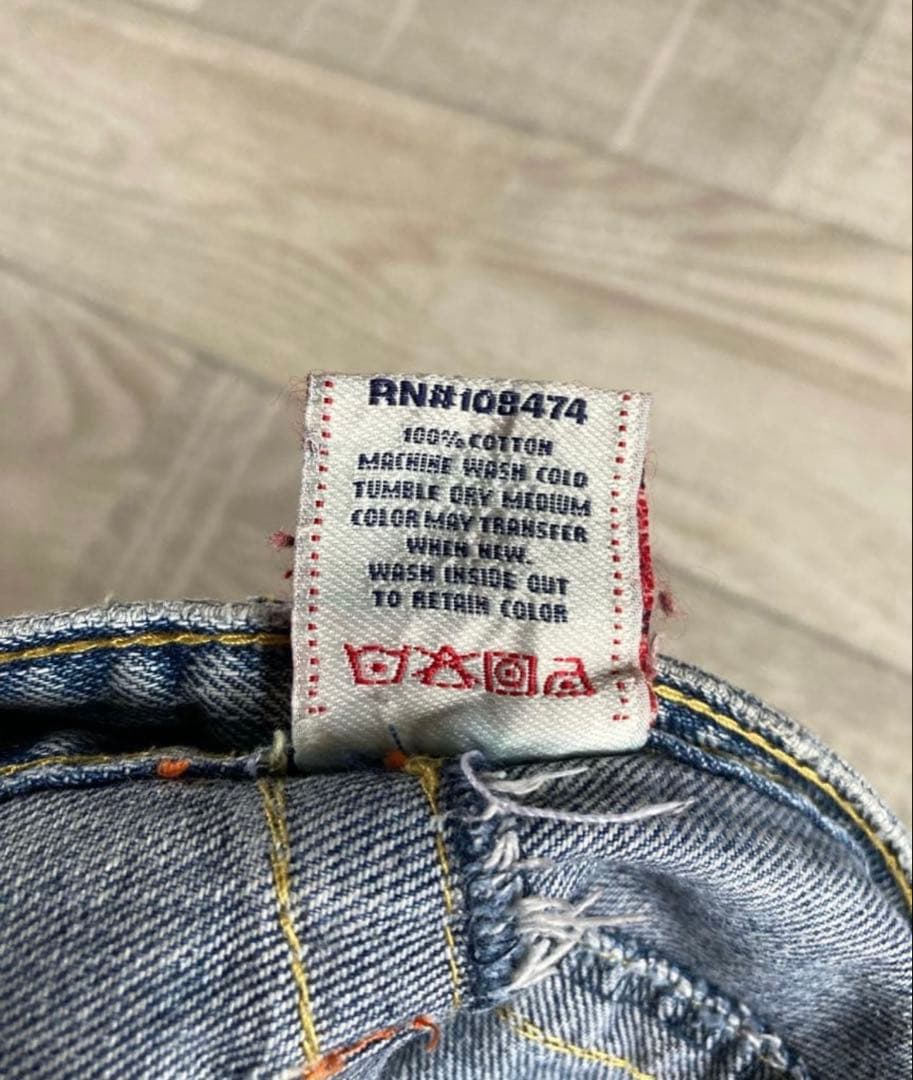 RN#108474
100% COTTON
MACHINE WASH COLD
TUMBLE DRY MEDIUM
COLOR MAY TRANSFER
WHEN NEW.
WASH INSIDE OUT
TO RETAIN COLOR